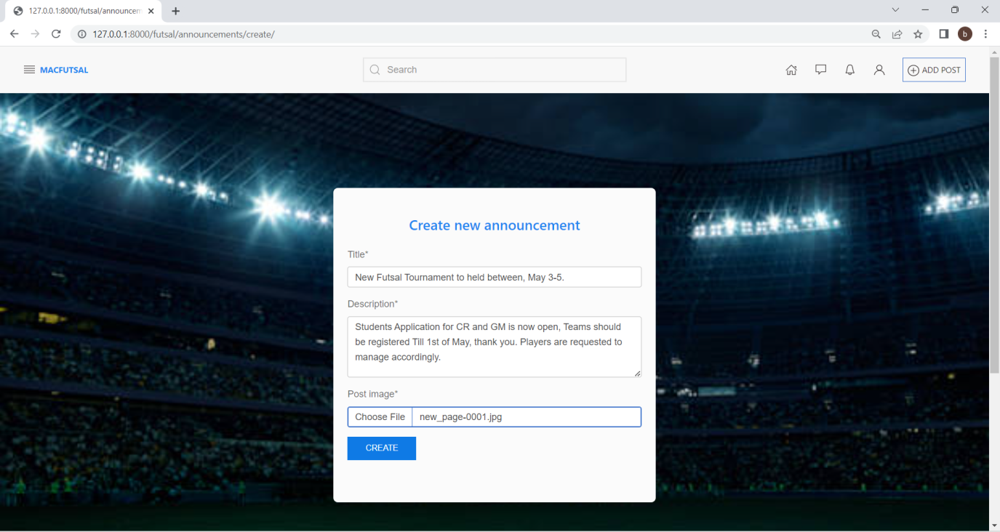 127.0.0.1:8000/futsal/announcem
127.0.0.1:8000/futsal/announcements/create/
b
MACFUTSAL
Search
ADD POST
Create new announcement
Title*
New Futsal Tournament to held between, May 3-5.
Description*
Students Application for CR and GM is now open, Teams should
be registered Till 1st of May, thank you. Players are requested to
manage accordingly.
Post image*
Choose File new_page-0001.jpg
CREATE